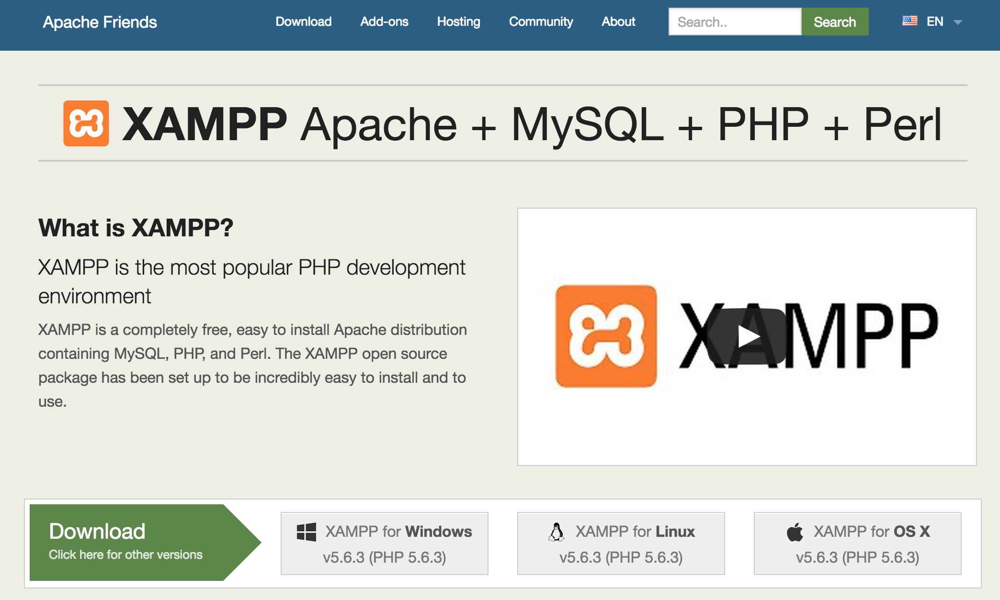 Apache Friends
Download
Add-ons
Hosting
Community
About
Search..
Search
EN
XAMPP Apache + MySQL + PHP + Perl
What is XAMPP?
XAMPP is the most popular PHP development
environment
XAMPP is a completely free, easy to install Apache distribution
containing MySQL, PHP, and Perl. The XAMPP open source
package has been set up to be incredibly easy to install and to
use.
XAMPP
Download
Click here for other versions
XAMPP for Windows
v5.6.3 (PHP 5.6.3)
XAMPP for Linux
v5.6.3 (PHP 5.6.3)
XAMPP for OS X
v5.6.3 (PHP 5.6.3)